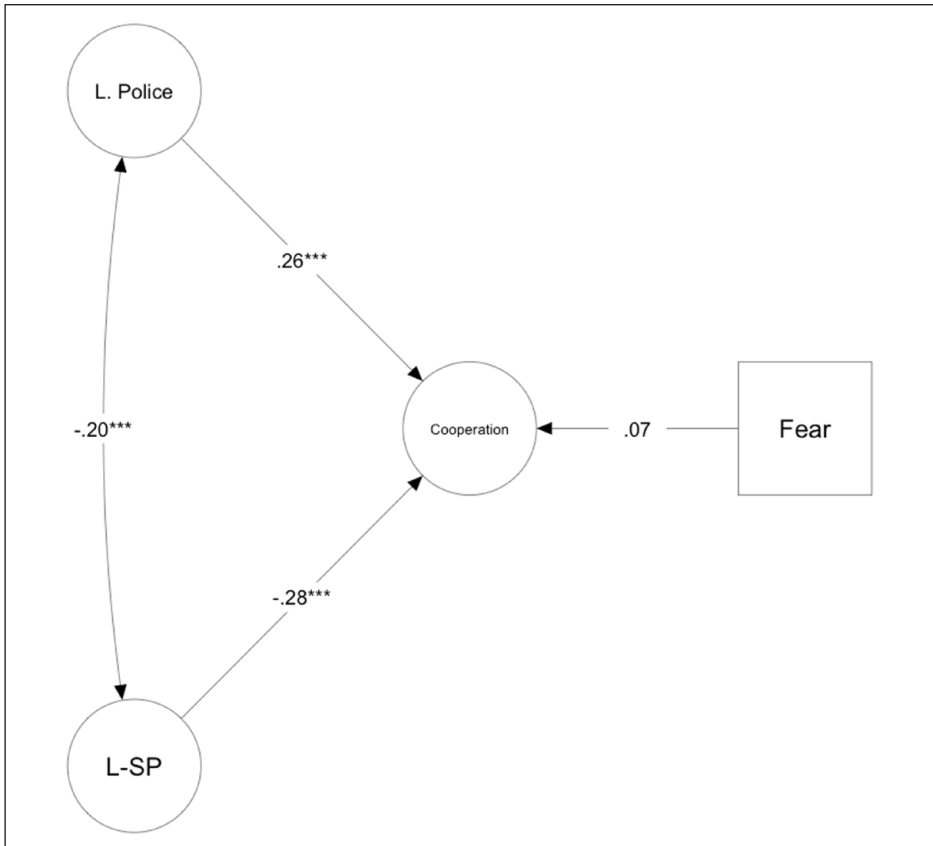 L. Police
.26***
-.20***
Cooperation
.07
Fear
-.28***
L-SP